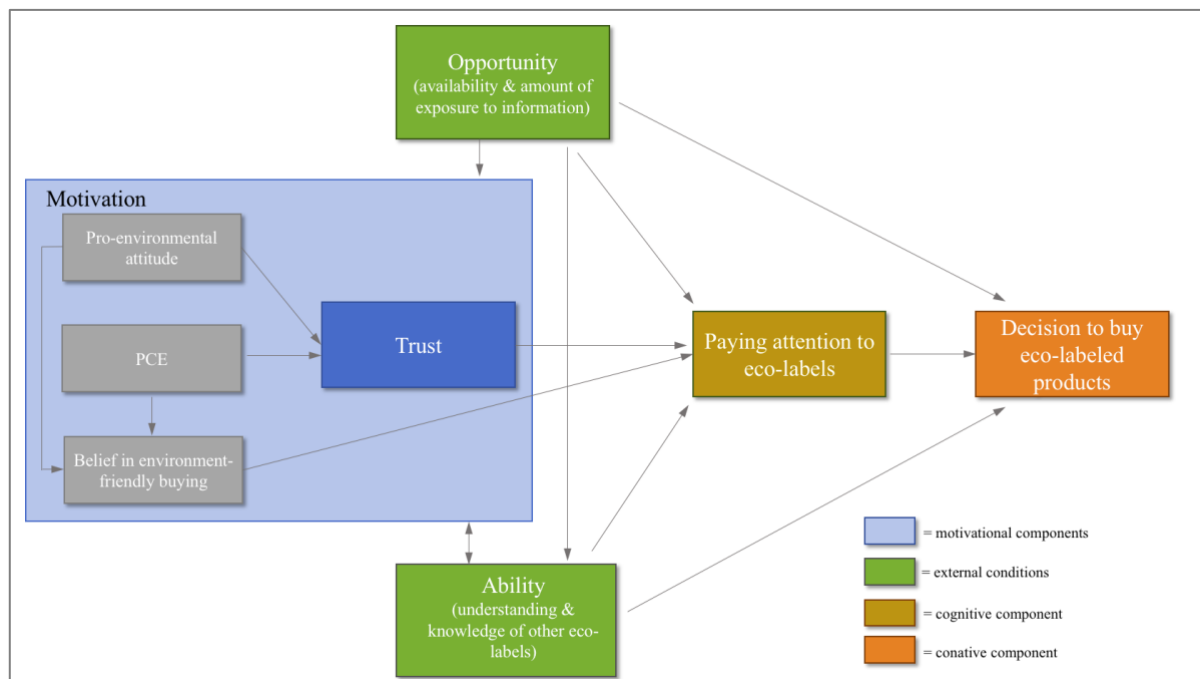 Opportunity
(availability & amount of
exposure to information)
Motivation
Pro-environmental
attitude
PCE
Trust
Belief in environment-
friendly buying
Paying attention to
eco-labels
Decision to buy
eco-labeled
products
Ability
(understanding &
knowledge of other eco-
labels)
= motivational components
= external conditions
= cognitive component
= conative component